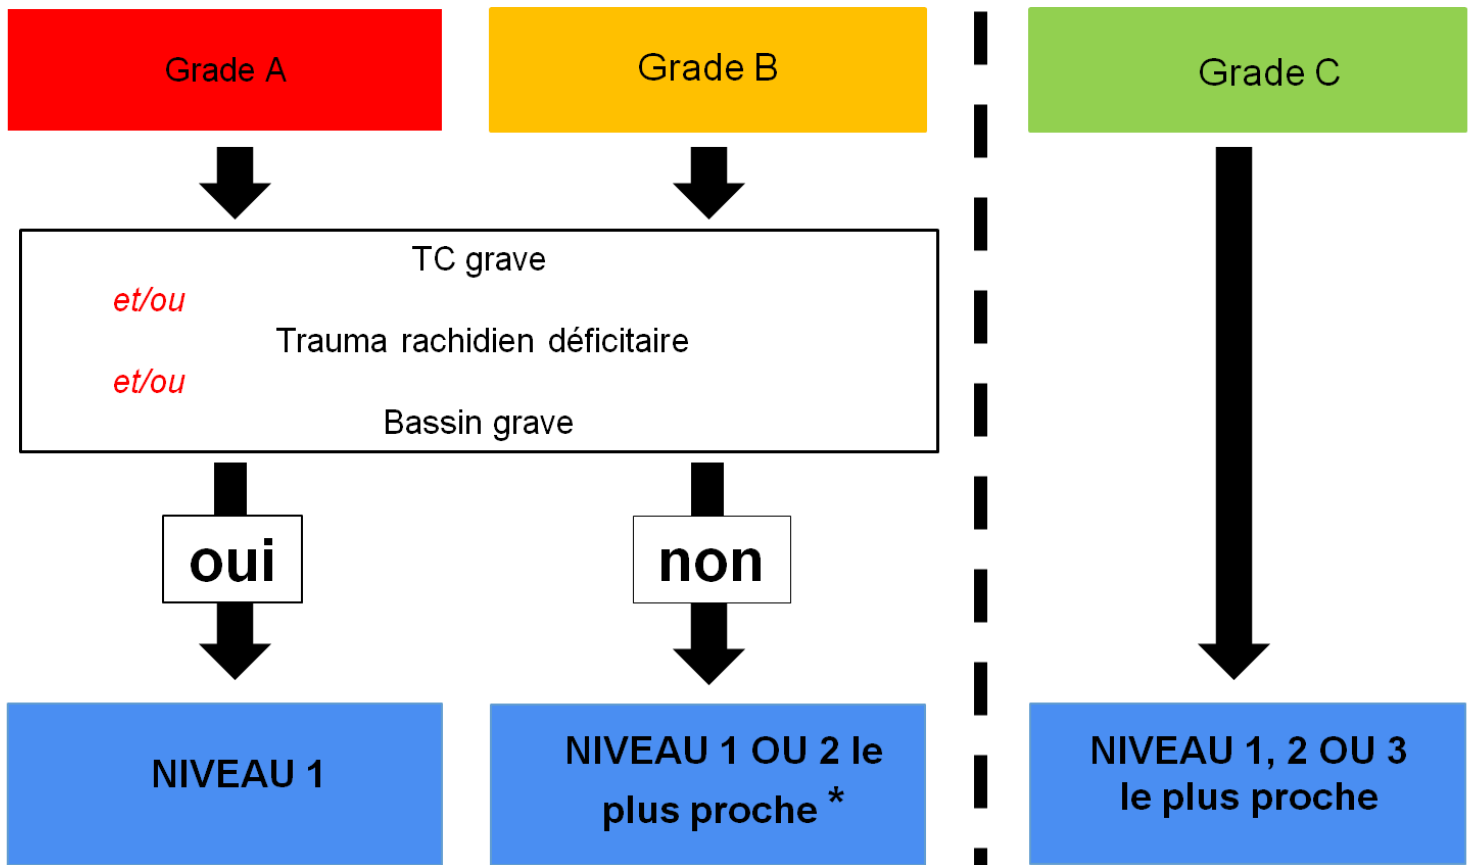 Grade A
Grade B
Grade C
TC grave
et/ou
Trauma rachidien déficitaire
et/ou
Bassin grave
oui
non
NIVEAU 1
NIVEAU 1 OU 2 le
plus proche *
NIVEAU 1, 2 OU 3
le plus proche